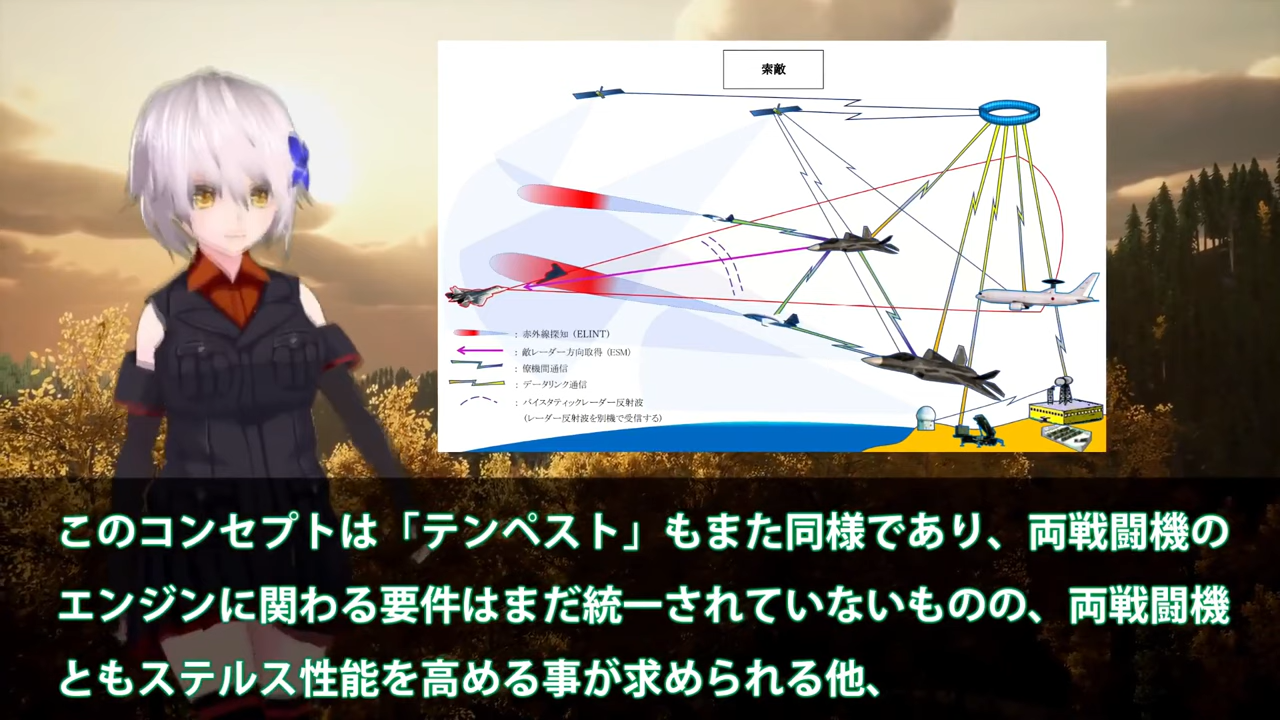 索敵
：赤外線探知（ELINT）
：敵レーダー方向取得（ESM）
：僚機間通信
：データリンク通信
：バイスタティックレーダー反射波
（レーダー反射波を別機で受信する）
このコンセプトは「テンペスト」もまた同様であり、両戦闘機の
エンジンに関わる要件はまだ統一されていないものの、両戦闘機
ともステルス性能を高める事が求められる他、